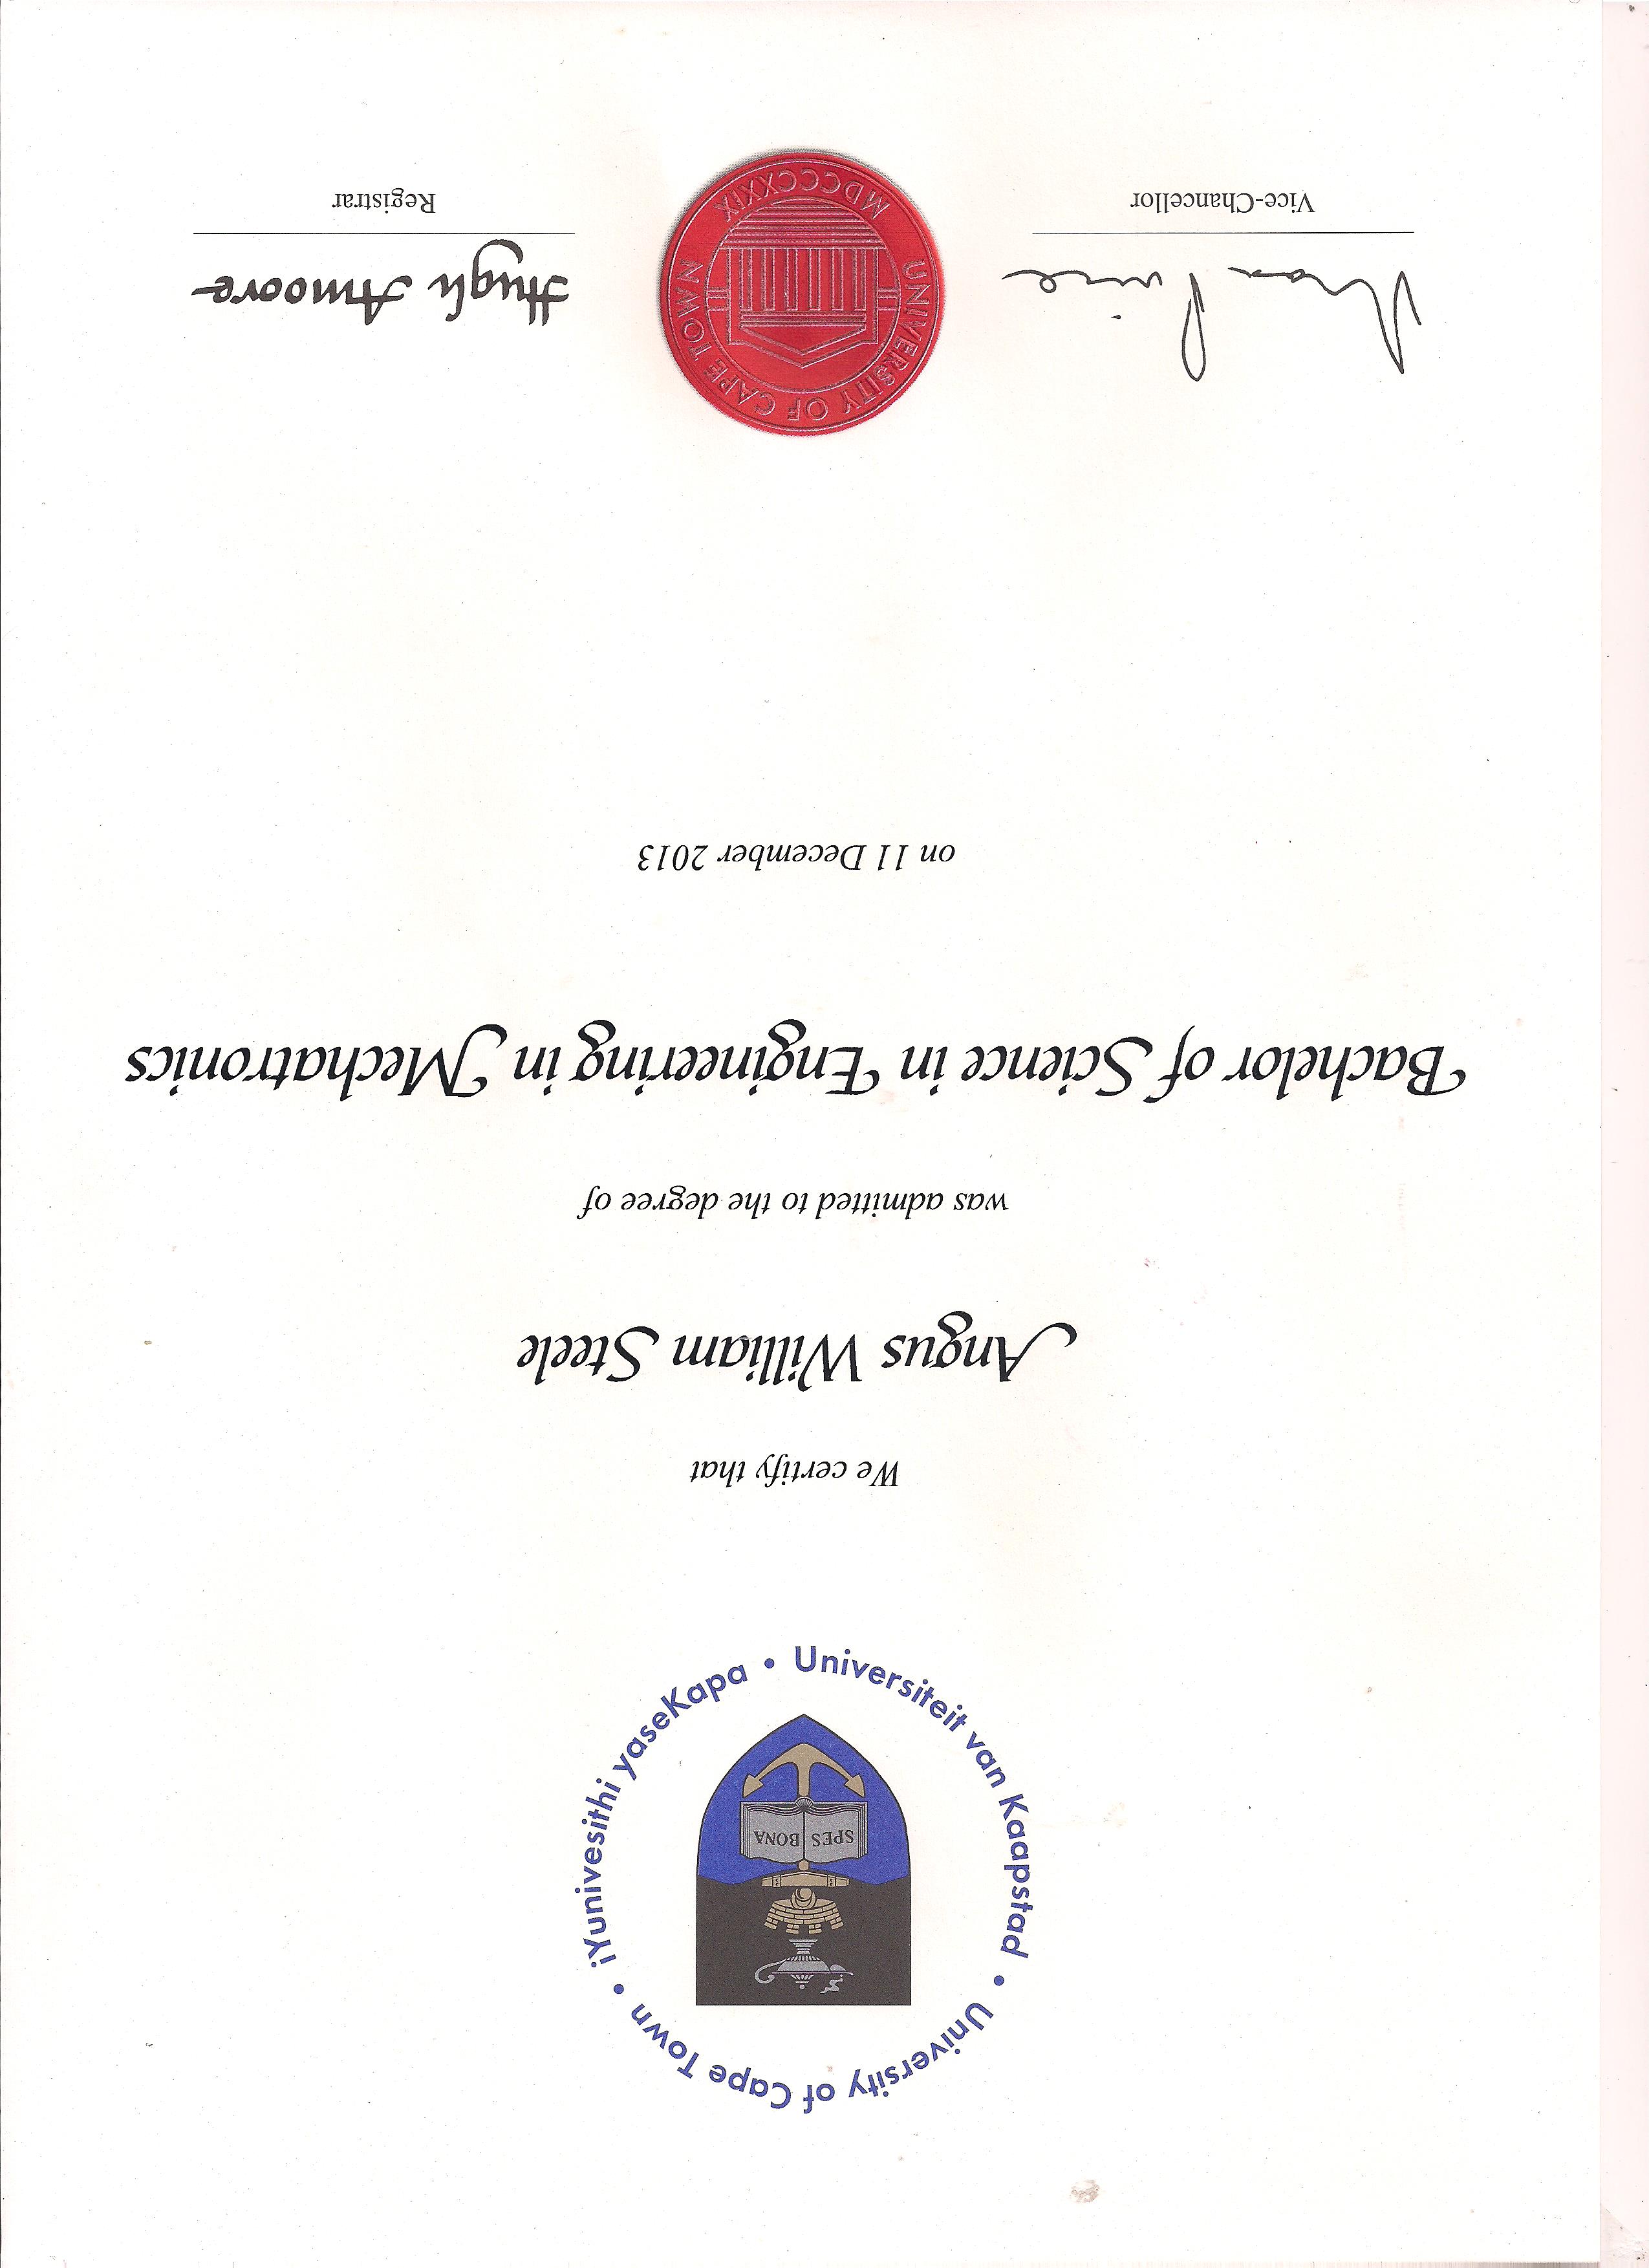 University of Cape Town • iYunivesithi yaseKapa • Universiteit van Kaapstad •
SPES BONA
We certify that
Angus William Steele
was admitted to the degree of
Bachelor of Science in Engineering in Mechatronics
on 11 December 2013
Hugh Amoore
Vice-Chancellor
Registrar
UNIVERSITY OF CAPE TOWN
MDCCCXXIX